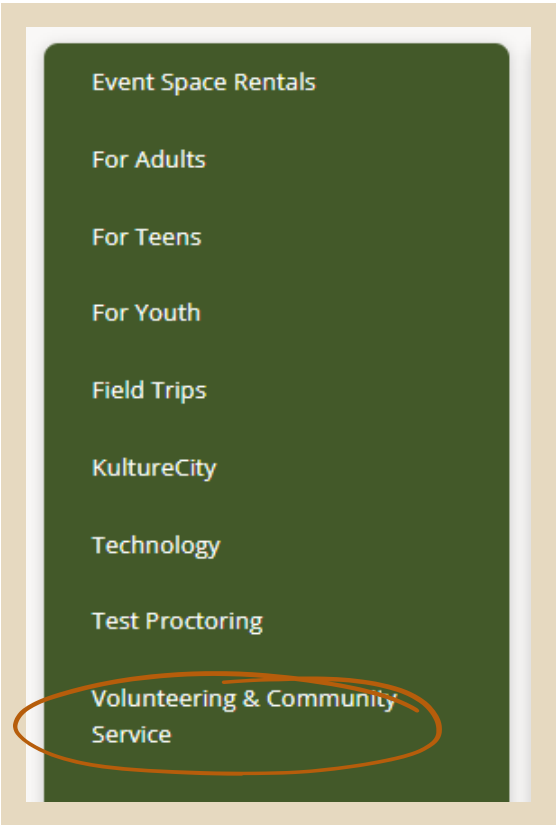 Event Space Rentals
For Adults
For Teens
For Youth
Field Trips
KultureCity
Technology
Test Proctoring
Volunteering & Community
Service